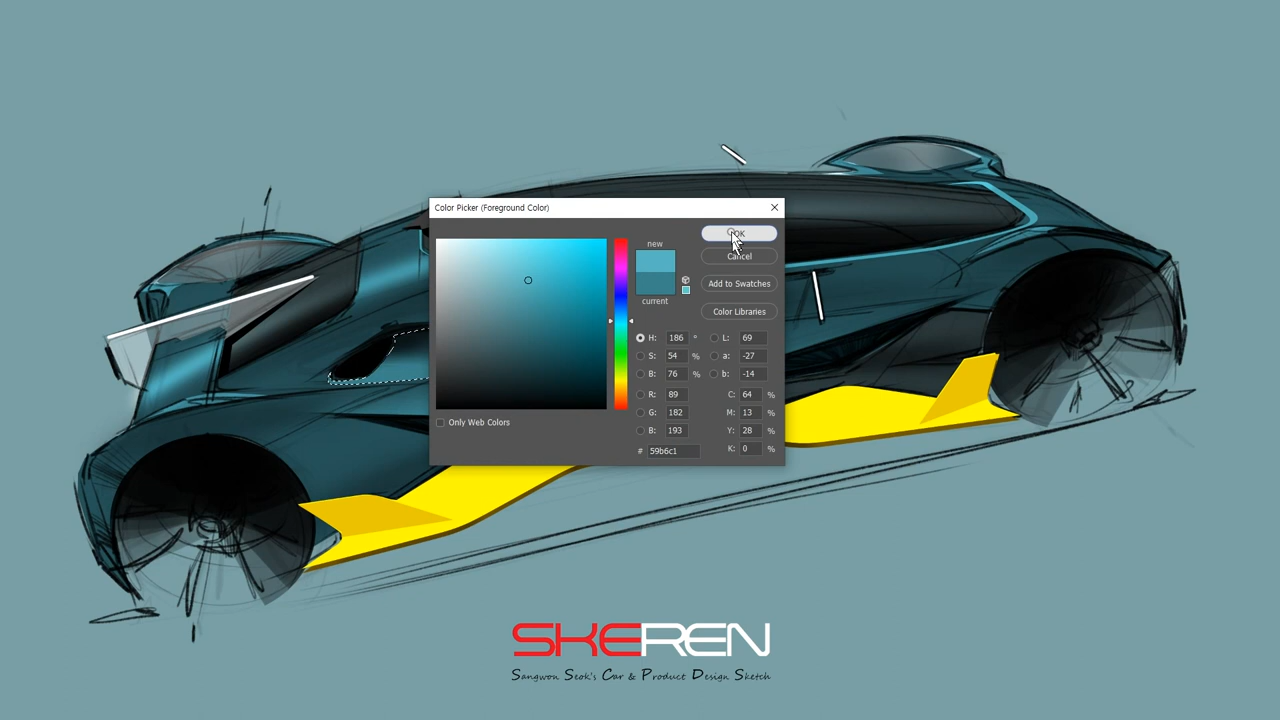 Color Picker (Foreground Color)
new
current
OK
Cancel
Add to Swatches
Color Libraries
H: 186 °
S: 54 %
B: 76 %
R: 89
G: 182
B: 193
# 59b6c1
L: 69
a: -27
b: -14
C: 64 %
M: 13 %
Y: 28 %
K: 0 %
Only Web Colors
SKEREN
Sangwon Seok's Car & Product Design Sketch